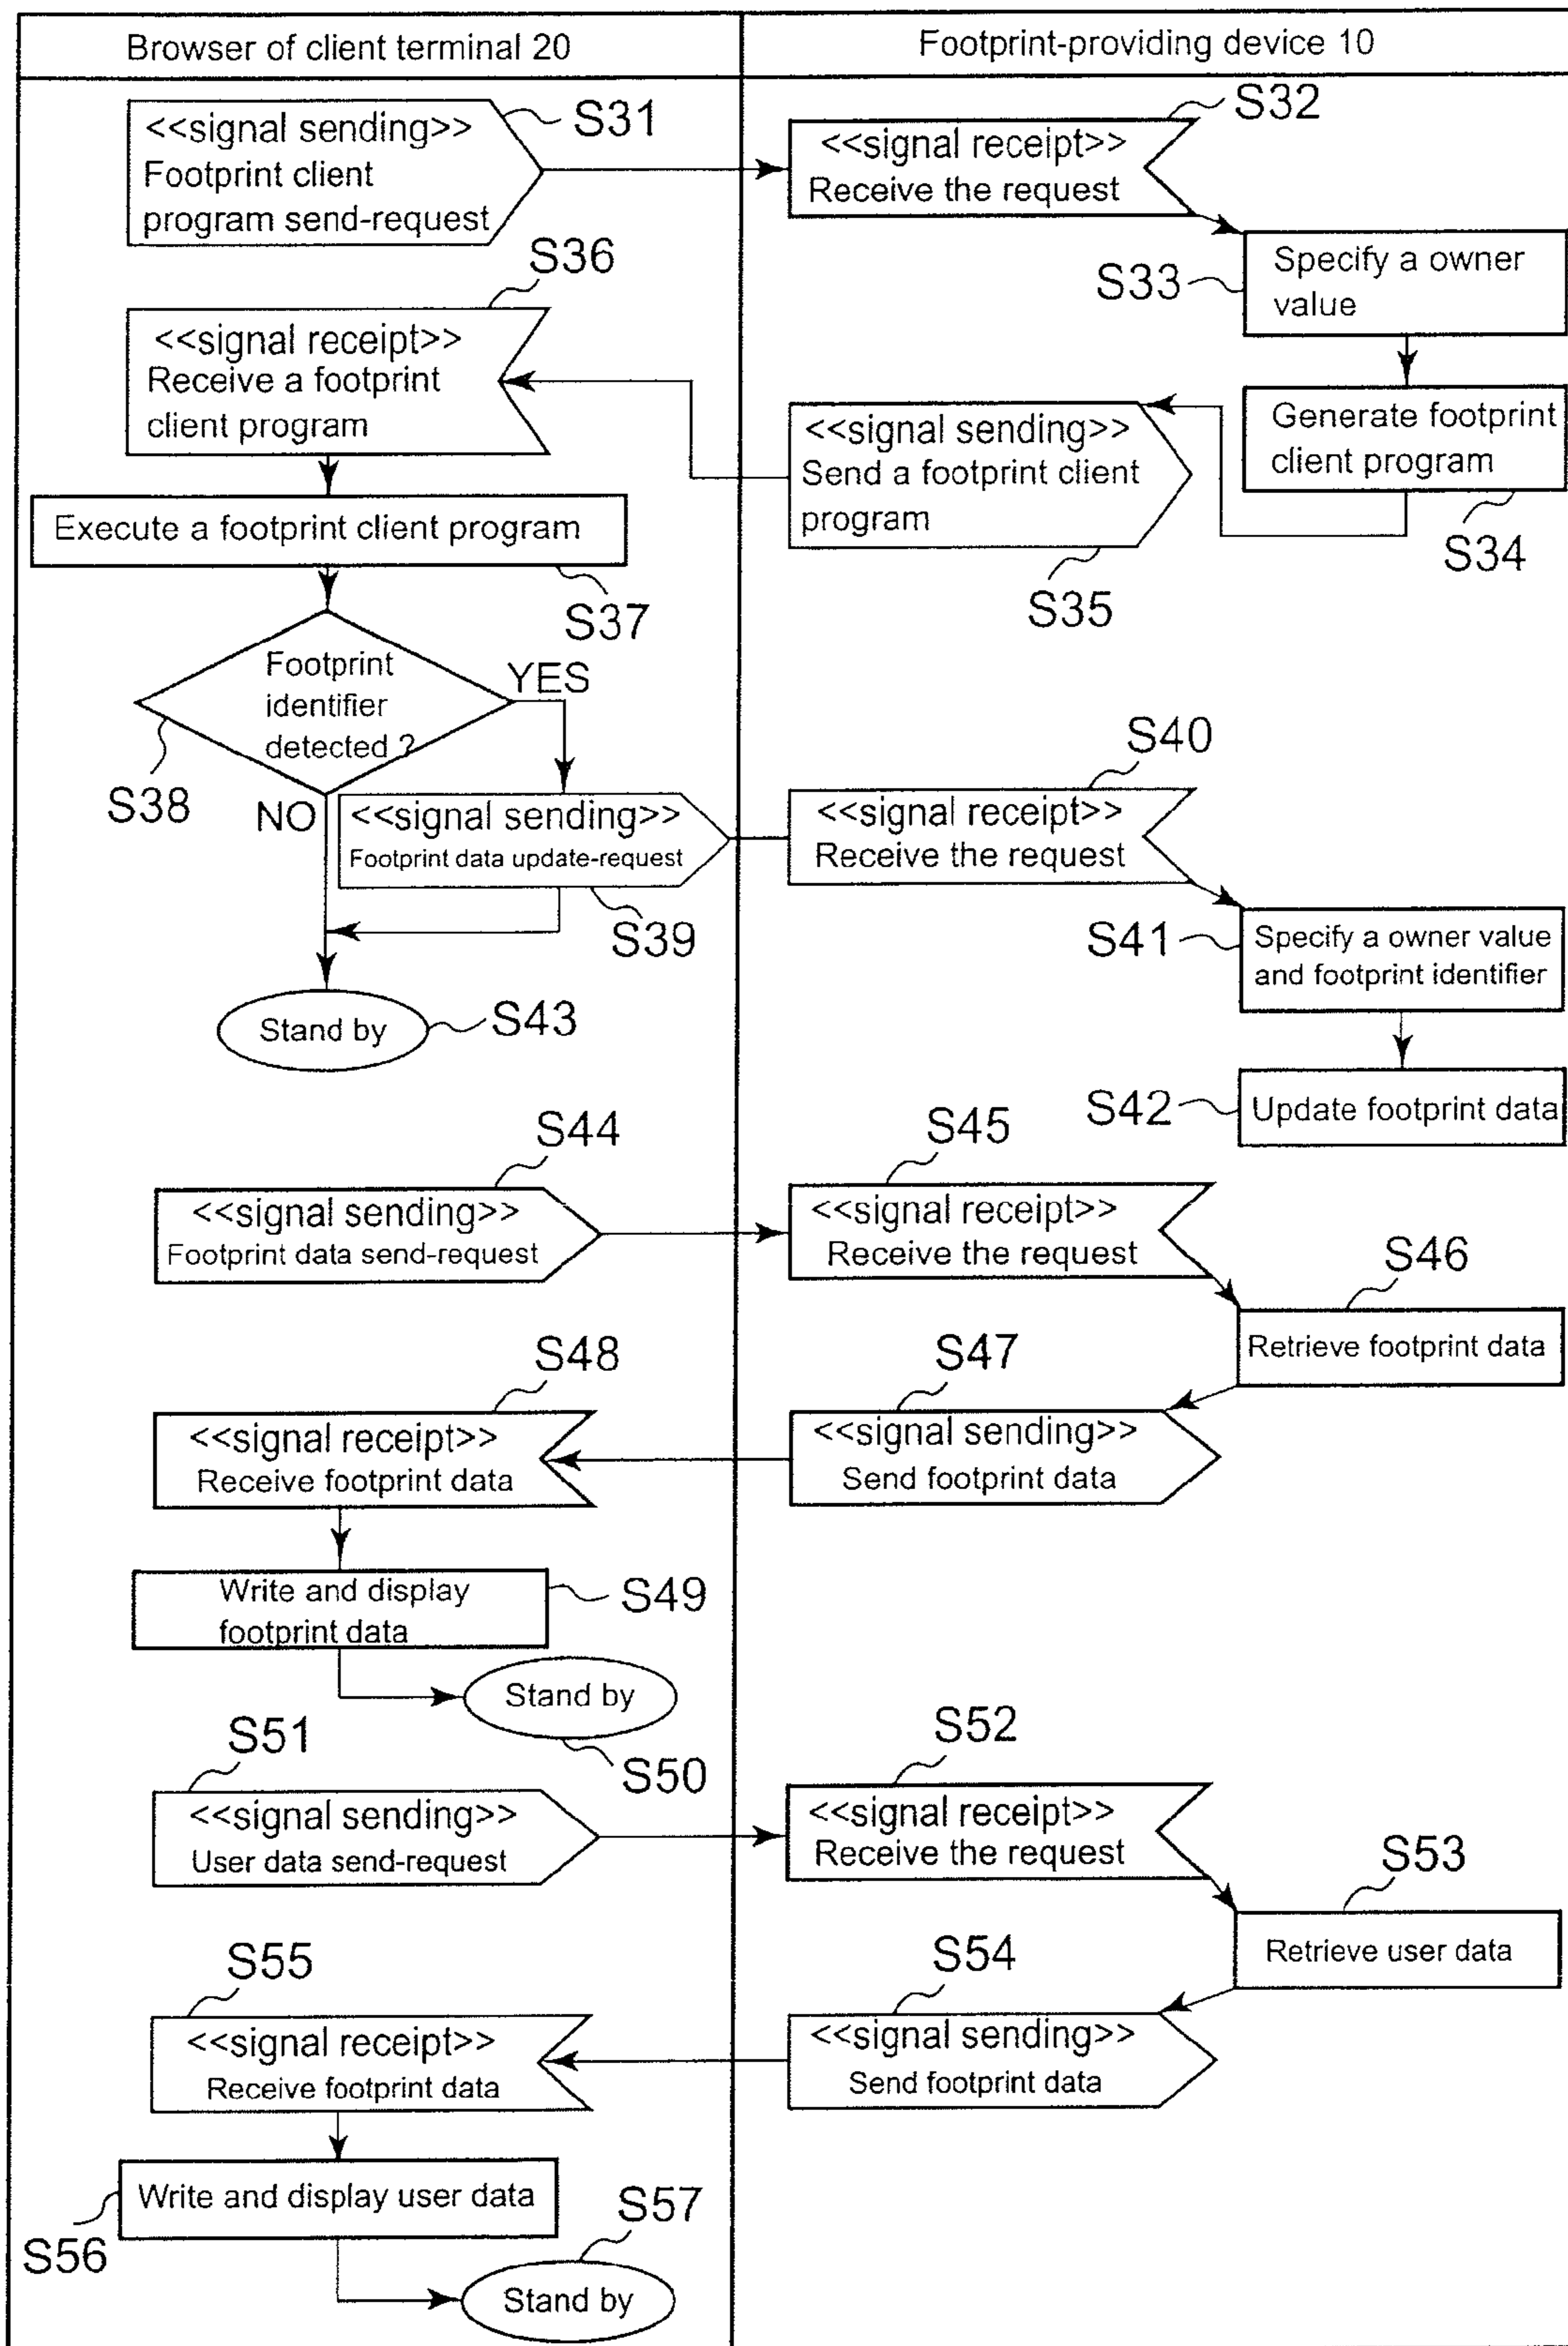 Browser of client terminal 20
Footprint-providing device 10
<<signal sending>>
Footprint client
program send-request
S31
<<signal receipt>>
Receive the request
S32
Specify a owner
value
S33
Generate footprint
client program
S34
<<signal sending>>
Send a footprint client
program
S35
S36
<<signal receipt>>
Receive a footprint
client program
Execute a footprint client program
S37
Footprint
identifier
detected ?
S38
YES
NO
<<signal sending>>
Footprint data update-request
S39
S40
<<signal receipt>>
Receive the request
S41
Specify a owner value
and footprint identifier
S42
Update footprint data
Stand by
S43
S44
<<signal sending>>
Footprint data send-request
S45
<<signal receipt>>
Receive the request
S46
Retrieve footprint data
S47
<<signal sending>>
Send footprint data
S48
<<signal receipt>>
Receive footprint data
Write and display
footprint data
S49
Stand by
S50
S51
<<signal sending>>
User data send-request
S52
<<signal receipt>>
Receive the request
S53
Retrieve user data
S54
<<signal sending>>
Send footprint data
S55
<<signal receipt>>
Receive footprint data
Write and display user data
S56
S57
Stand by